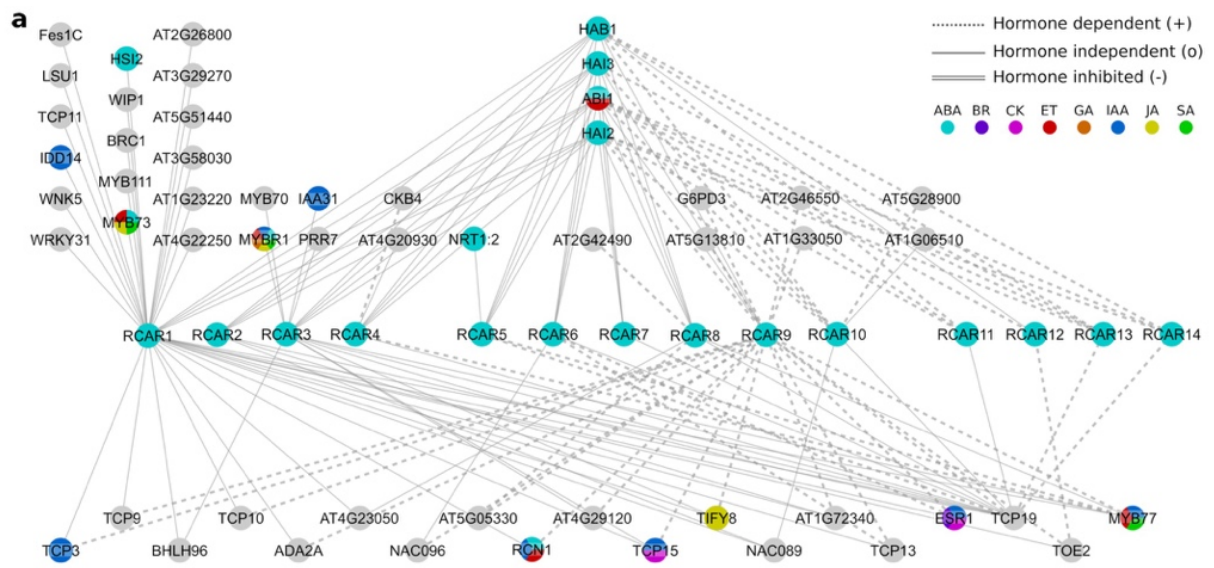 a
Fes1C AT2G26800 HAB1 Hormone dependent (+)
HSI2 Hormone independent (o)
LSU1 AT3G29270 HAI3 Hormone inhibited (-)
WIP1 ABI1 ABA BR CK ET GA IAA JA SA
TCP11 AT5G51440 HAI2
BRC1
IDD14 AT3G58030
MYB111
WNK5 AT1G23220 MYB70 IAA31 CKB4 G6PD3 AT2G46550 AT5G28900
MYB73
WRKY31 AT4G22250 MYBR1 PRR7 AT4G20930 NRT1:2 AT2G42490 AT5G13810 AT1G33050 AT1G06510
RCAR1 RCAR2 RCAR3 RCAR4 RCAR5 RCAR6 RCAR7 RCAR8 RCAR9 RCAR10 RCAR11 RCAR12 RCAR13 RCAR14
TCP9 TCP10 AT4G23050 AT5G05330 AT4G29120 TIFY8 AT1G72340 ESR1 TCP19 MYB77
TCP3 BHLH96 ADA2A NAC096 RCN1 TCP15 NAC089 TCP13 TOE2